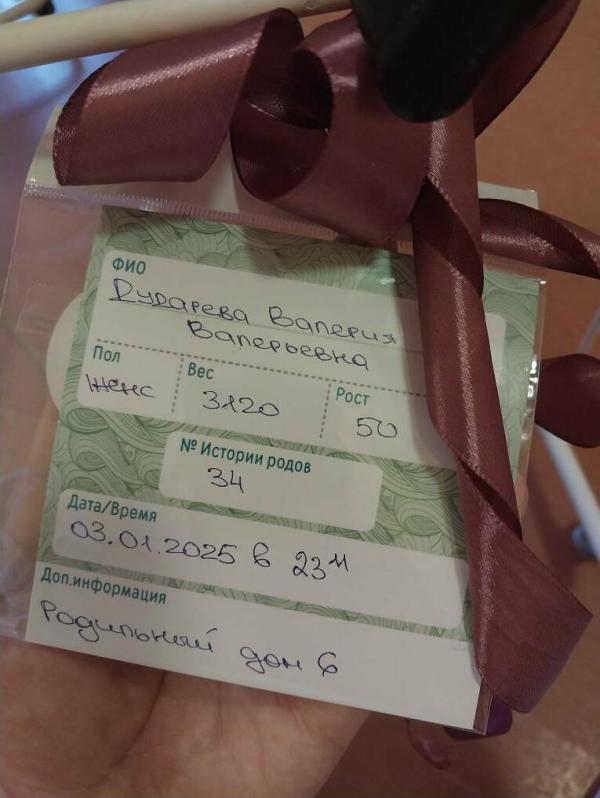 ФИО
Дударева Валерия
Валерьевна
Пол Вес Рост
Женс 3120 50
№ Истории родов
34
Дата/Время
03.01.2025 в 23¹¹
Доп.информация
Родильный дом 6